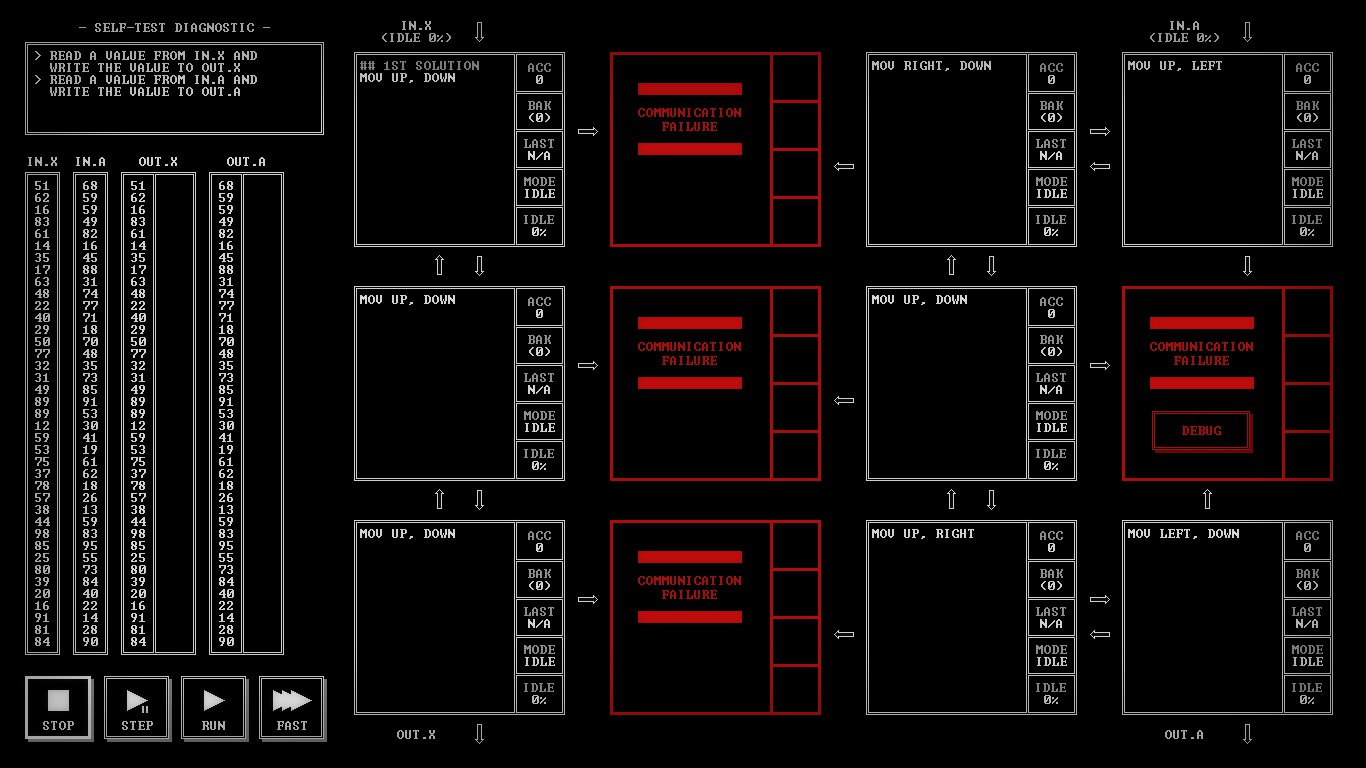 - SELF-TEST DIAGNOSTIC -
> READ A VALUE FROM IN.X AND
WRITE THE VALUE TO OUT.X
> READ A VALUE FROM IN.A AND
WRITE THE VALUE TO OUT.A
IN.X IN.A OUT.X OUT.A
51 68 51 68
62 59 62 59
16 59 16 59
83 49 83 49
61 82 61 82
14 16 14 16
35 45 35 45
17 88 17 88
63 31 63 31
48 74 48 74
22 77 22 77
40 71 40 71
29 18 29 18
50 70 50 70
77 48 77 48
32 35 32 35
31 73 31 73
49 85 49 85
89 91 89 91
89 53 89 53
12 30 12 30
59 41 59 41
53 19 53 19
75 61 75 61
37 62 37 62
78 18 78 18
57 26 57 26
38 13 38 13
44 59 44 59
98 83 98 83
85 95 85 95
25 55 25 55
80 73 80 73
39 84 39 84
20 40 20 40
16 22 16 22
91 14 91 14
81 28 81 28
84 90 84 90
STOP
STEP
RUN
FAST
IN.X
(IDLE 0%)
IN.A
(IDLE 0%)
## 1ST SOLUTION
MOV UP, DOWN
ACC
0
BAK
(0)
LAST
N/A
MODE
IDLE
IDLE
0%
COMMUNICATION
FAILURE
MOV RIGHT, DOWN
ACC
0
BAK
(0)
LAST
N/A
MODE
IDLE
IDLE
0%
MOV UP, LEFT
ACC
0
BAK
(0)
LAST
N/A
MODE
IDLE
IDLE
0%
MOV UP, DOWN
ACC
0
BAK
(0)
LAST
N/A
MODE
IDLE
IDLE
0%
COMMUNICATION
FAILURE
MOV UP, DOWN
ACC
0
BAK
(0)
LAST
N/A
MODE
IDLE
IDLE
0%
COMMUNICATION
FAILURE
DEBUG
MOV UP, DOWN
ACC
0
BAK
(0)
LAST
N/A
MODE
IDLE
IDLE
0%
COMMUNICATION
FAILURE
MOV UP, RIGHT
ACC
0
BAK
(0)
LAST
N/A
MODE
IDLE
IDLE
0%
MOV LEFT, DOWN
ACC
0
BAK
(0)
LAST
N/A
MODE
IDLE
IDLE
0%
OUT.X
OUT.A